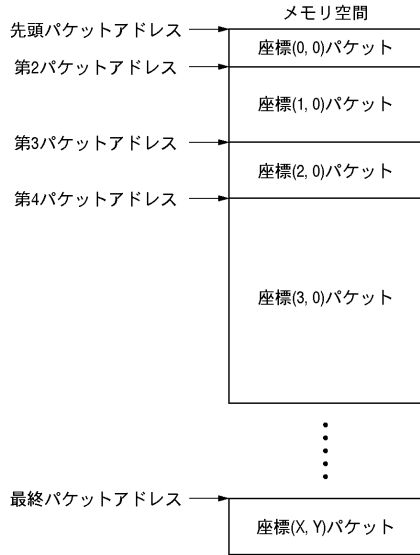 メモリ空間
先頭パケットアドレス
座標(0, 0)パケット
第2パケットアドレス
座標(1, 0)パケット
第3パケットアドレス
座標(2, 0)パケット
第4パケットアドレス
座標(3, 0)パケット
最終パケットアドレス
座標(X, Y)パケット